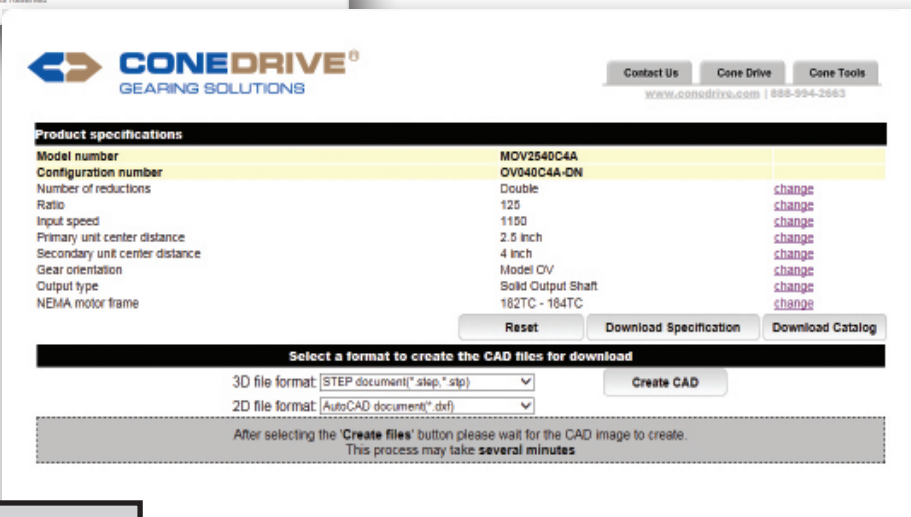 CONEDRIVE®
GEARING SOLUTIONS
Contact Us Cone Drive Cone Tools
www.conedrive.com | 888-994-2663
Product specifications
Model number MOV2540C4A
Configuration number OV040C4A-DN
Number of reductions Double change
Ratio 125 change
Input speed 1150 change
Primary unit center distance 2.5 inch change
Secondary unit center distance 4 inch change
Gear orientation Model OV change
Output type Solid Output Shaft change
NEMA motor frame 182TC - 184TC change
Reset Download Specification Download Catalog
Select a format to create the CAD files for download
3D file format: STEP document(*.step,*.stp) Create CAD
2D file format: AutoCAD document(*.dxf)
After selecting the 'Create files' button please wait for the CAD image to create.
This process may take several minutes